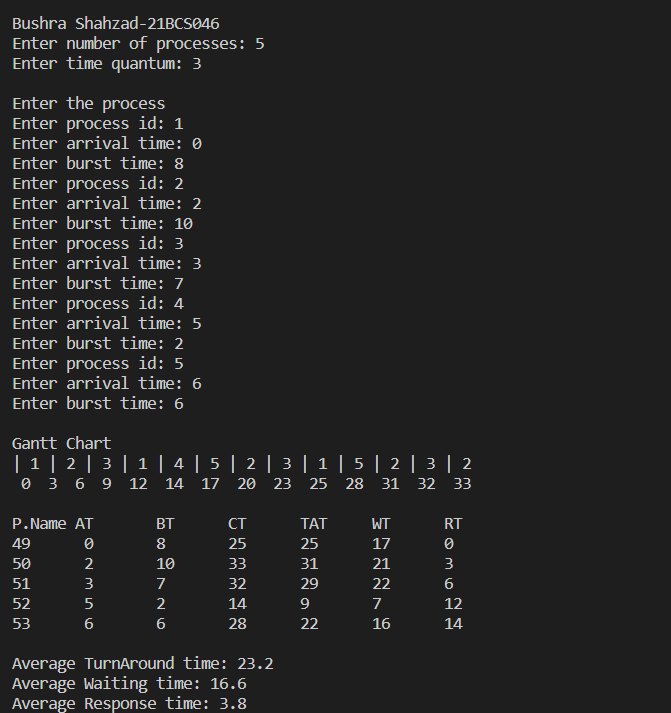 Bushra Shahzad-21BCS046
Enter number of processes: 5
Enter time quantum: 3
Enter the process
Enter process id: 1
Enter arrival time: 0
Enter burst time: 8
Enter process id: 2
Enter arrival time: 2
Enter burst time: 10
Enter process id: 3
Enter arrival time: 3
Enter burst time: 7
Enter process id: 4
Enter arrival time: 5
Enter burst time: 2
Enter process id: 5
Enter arrival time: 6
Enter burst time: 6
Gantt Chart
| 1 | 2 | 3 | 1 | 4 | 5 | 2 | 3 | 1 | 5 | 2 | 3 | 2
0 3 6 9 12 14 17 20 23 25 28 31 32 33
P.Name AT BT CT TAT WT RT
49 0 8 25 25 17 0
50 2 10 33 31 21 3
51 3 7 32 29 22 6
52 5 2 14 9 7 12
53 6 6 28 22 16 14
Average TurnAround time: 23.2
Average Waiting time: 16.6
Average Response time: 3.8